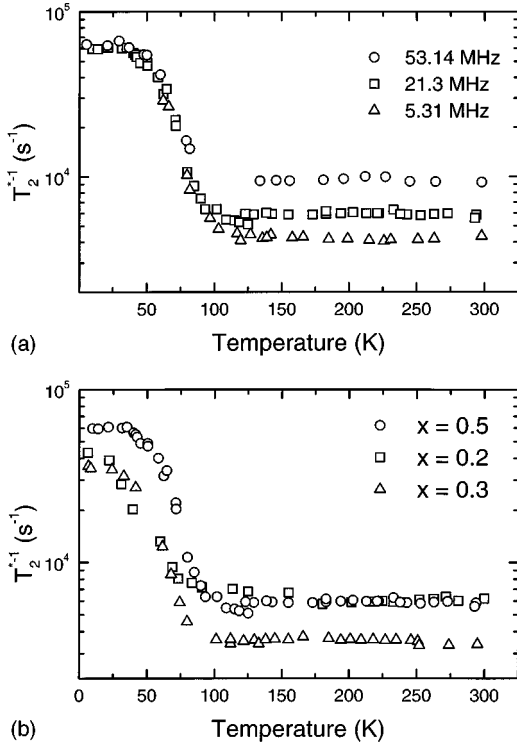 10^5
10^4
T_2^{*-1} (s^{-1})
○ 53.14 MHz
□ 21.3 MHz
△ 5.31 MHz
50 100 150 200 250 300
(a) Temperature (K)
10^5
10^4
T_2^{*-1} (s^{-1})
○ x = 0.5
□ x = 0.2
△ x = 0.3
0 50 100 150 200 250 300
(b) Temperature (K)